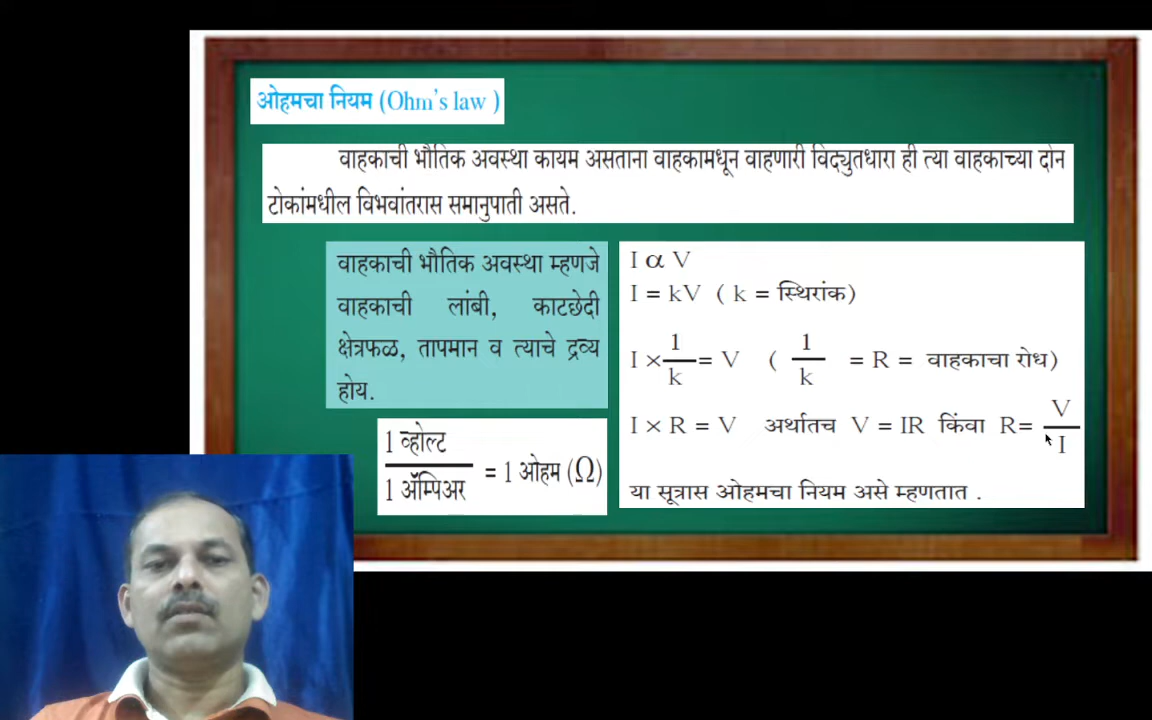 ओहमचा नियम (Ohm's law )
वाहकाची भौतिक अवस्था कायम असताना वाहकामधून वाहणारी विद्युतधारा ही त्या वाहकाच्या दोन
टोकांमधील विभवांतरास समानुपाती असते.
वाहकाची भौतिक अवस्था म्हणजे
वाहकाची लांबी, काटछेदी
क्षेत्रफळ, तापमान व त्याचे द्रव्य
होय.
1 व्होल्ट
1 ॲम्पिअर
= 1 ओहम (Ω)
I α V
I = kV ( k = स्थिरांक)
I × 1/k = V ( 1/k = R = वाहकाचा रोध)
I × R = V अर्थातच V = IR किंवा R= V/I
या सूत्रास ओहमचा नियम असे म्हणतात .